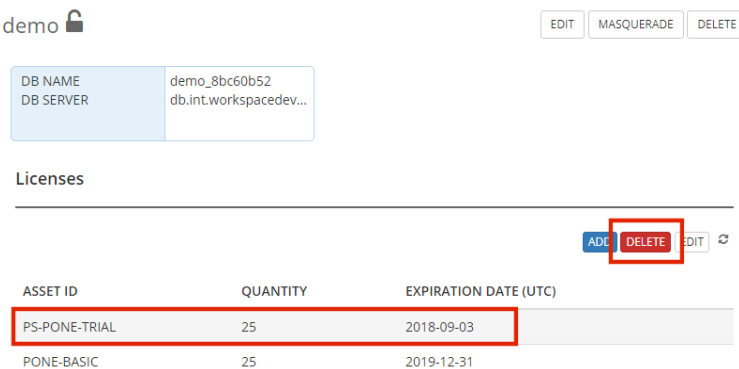 demo
EDIT MASQUERADE DELETE
DB NAME demo_8bc60b52
DB SERVER db.int.workspacedev...
Licenses
ADD DELETE EDIT
ASSET ID QUANTITY EXPIRATION DATE (UTC)
PS-PONE-TRIAL 25 2018-09-03
PONE-BASIC 25 2019-12-31